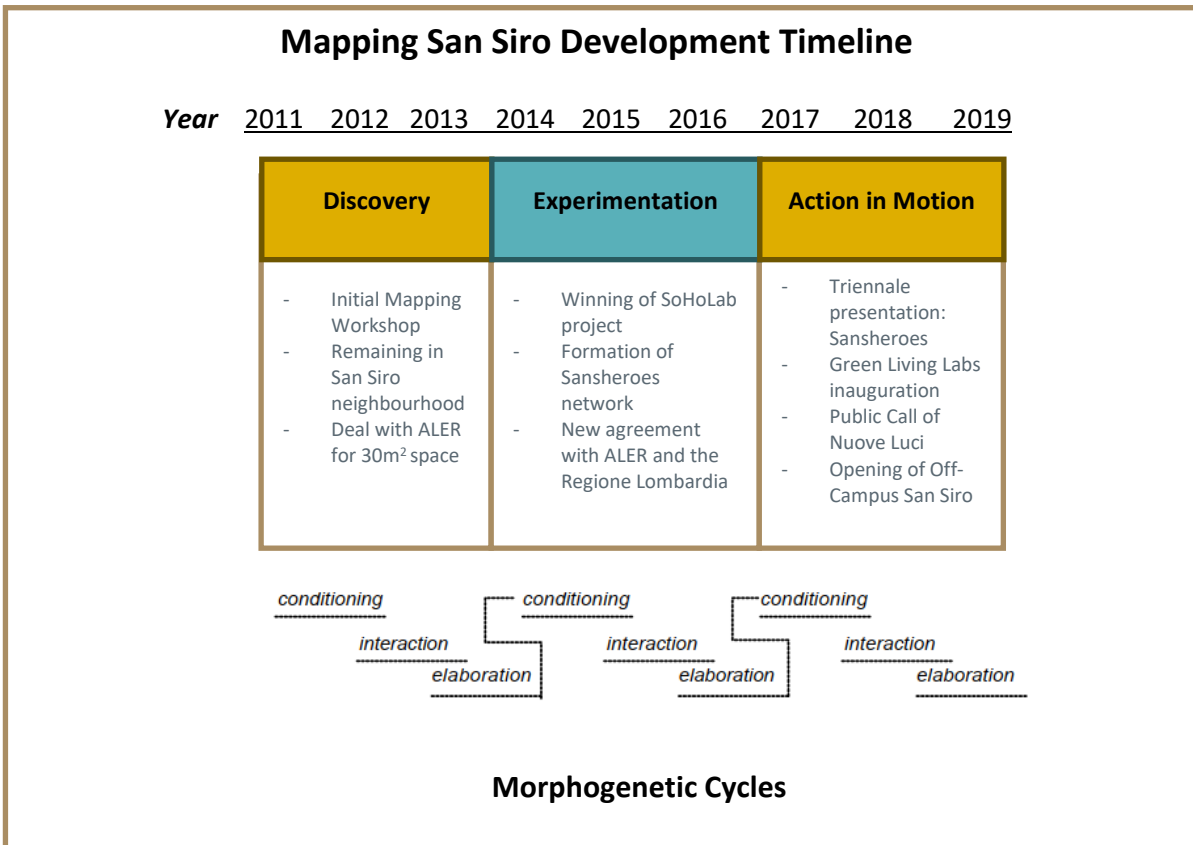 Mapping San Siro Development Timeline
Year 2011 2012 2013 2014 2015 2016 2017 2018 2019
Discovery
Experimentation
Action in Motion
- Initial Mapping
Workshop
- Remaining in
San Siro
neighbourhood
- Deal with ALER
for 30m² space
- Winning of SoHoLab
project
- Formation of
Sansheroes
network
- New agreement
with ALER and the
Regione Lombardia
- Triennale
presentation:
Sansheroes
- Green Living Labs
inauguration
- Public Call of
Nuove Luci
- Opening of Off-
Campus San Siro
conditioning
interaction
elaboration
conditioning
interaction
elaboration
conditioning
interaction
elaboration
Morphogenetic Cycles